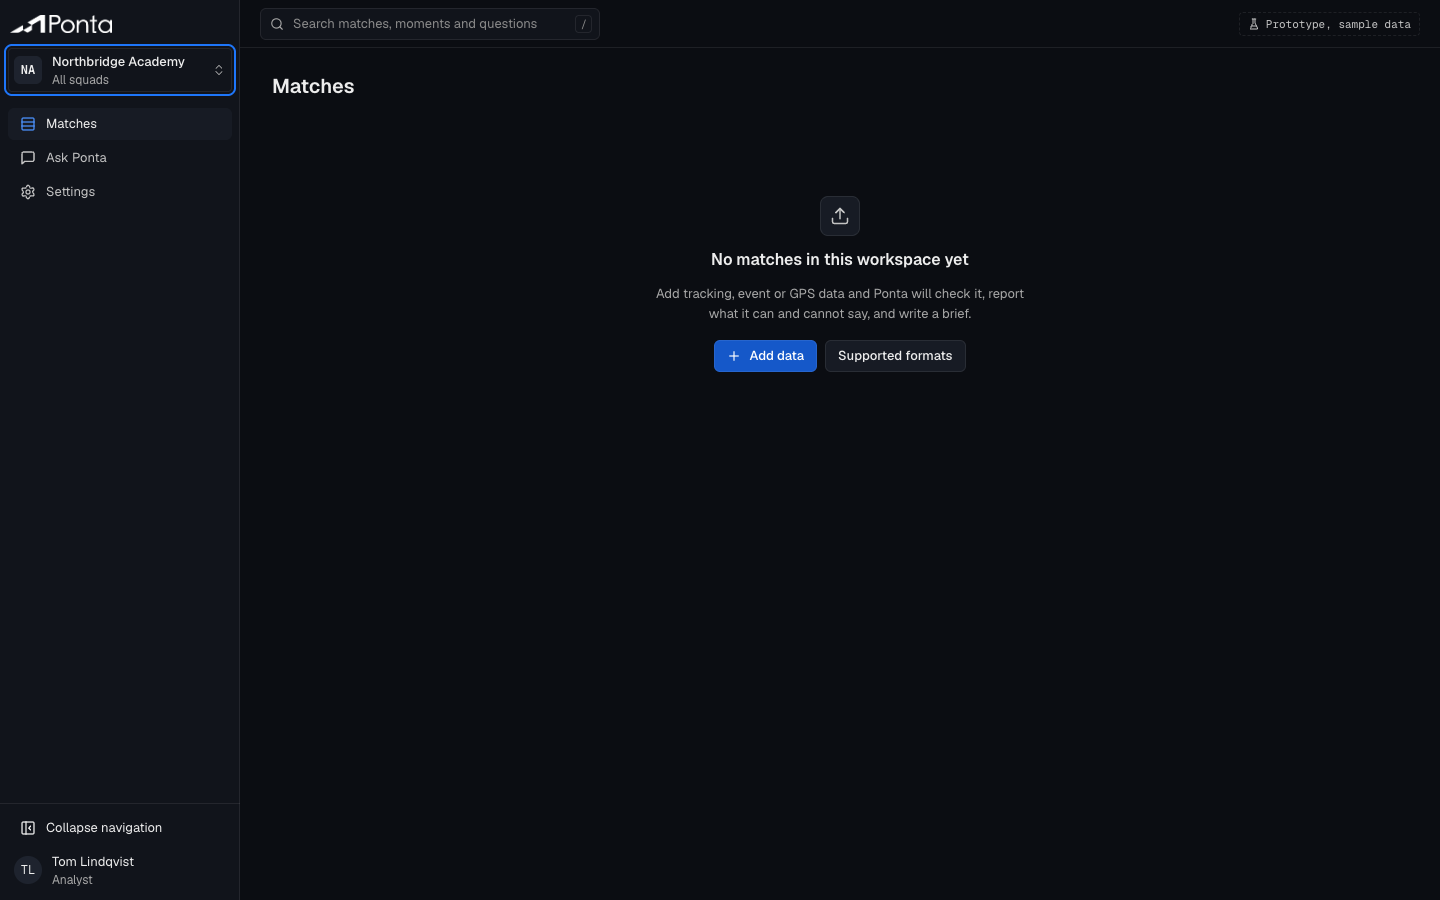 Ponta
Search matches, moments and questions
/
Prototype, sample data
NA
Northbridge Academy
All squads
Matches
Ask Ponta
Settings
Matches
No matches in this workspace yet
Add tracking, event or GPS data and Ponta will check it, report
what it can and cannot say, and write a brief.
Add data
Supported formats
Collapse navigation
TL
Tom Lindqvist
Analyst